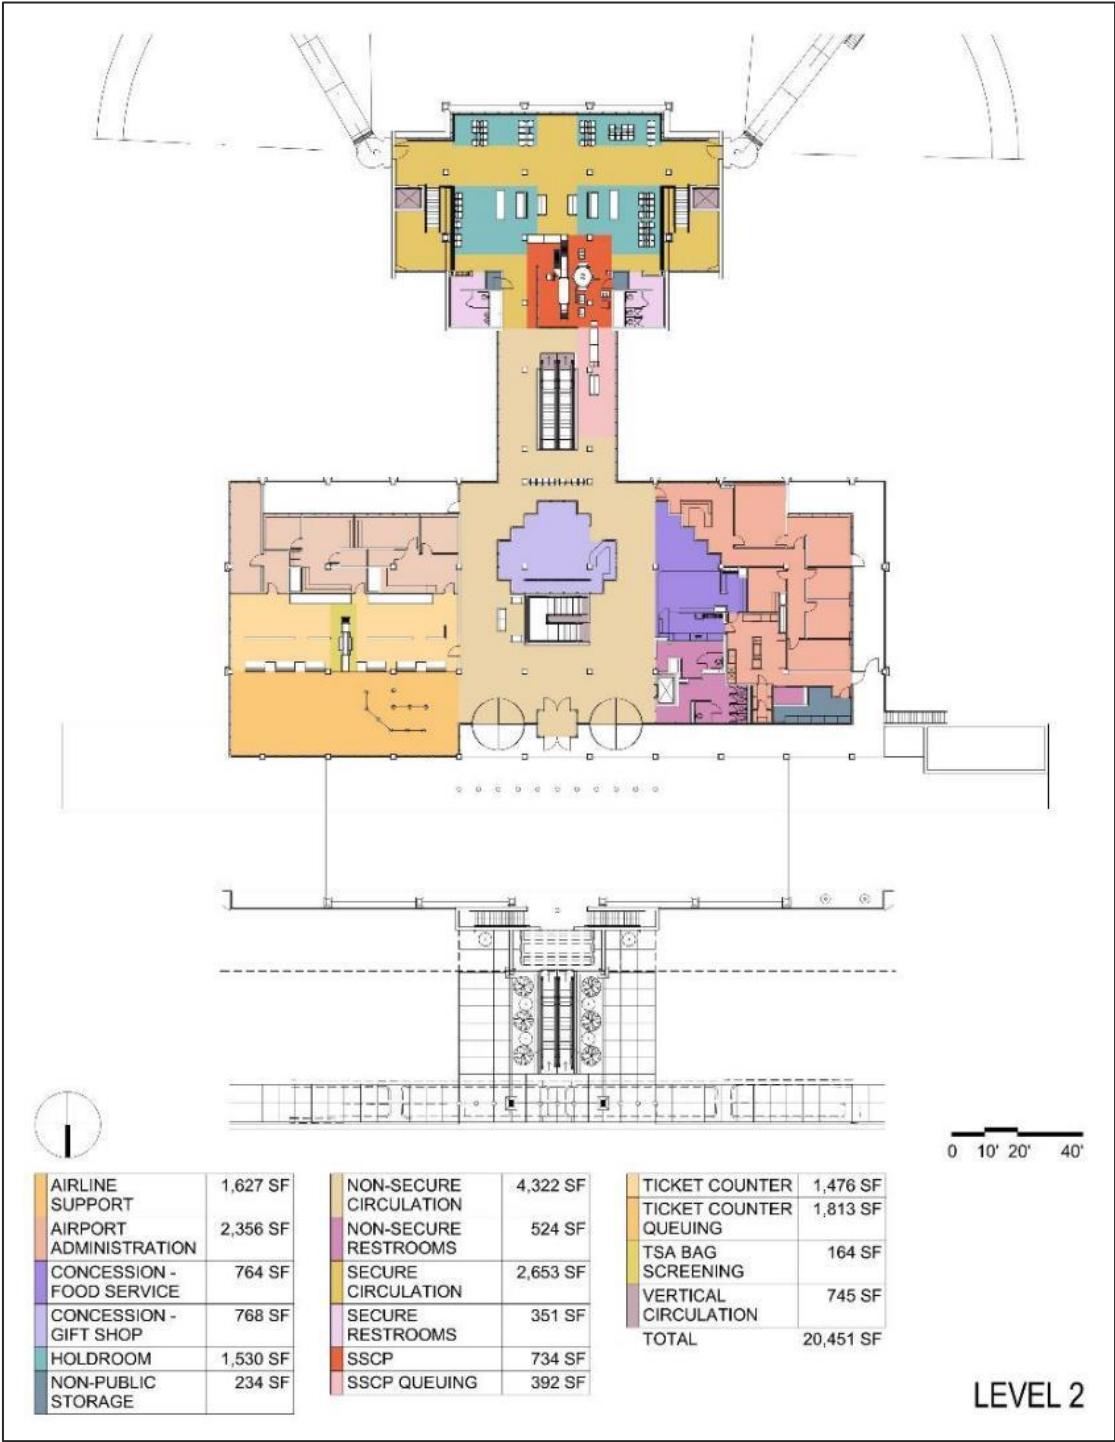 0 10' 20' 40'
AIRLINE SUPPORT 1,627 SF
AIRPORT ADMINISTRATION 2,356 SF
CONCESSION - FOOD SERVICE 764 SF
CONCESSION - GIFT SHOP 768 SF
HOLDROOM 1,530 SF
NON-PUBLIC STORAGE 234 SF
NON-SECURE CIRCULATION 4,322 SF
NON-SECURE RESTROOMS 524 SF
SECURE CIRCULATION 2,653 SF
SECURE RESTROOMS 351 SF
SSCP 734 SF
SSCP QUEUING 392 SF
TICKET COUNTER 1,476 SF
TICKET COUNTER QUEUING 1,813 SF
TSA BAG SCREENING 164 SF
VERTICAL CIRCULATION 745 SF
TOTAL 20,451 SF
LEVEL 2